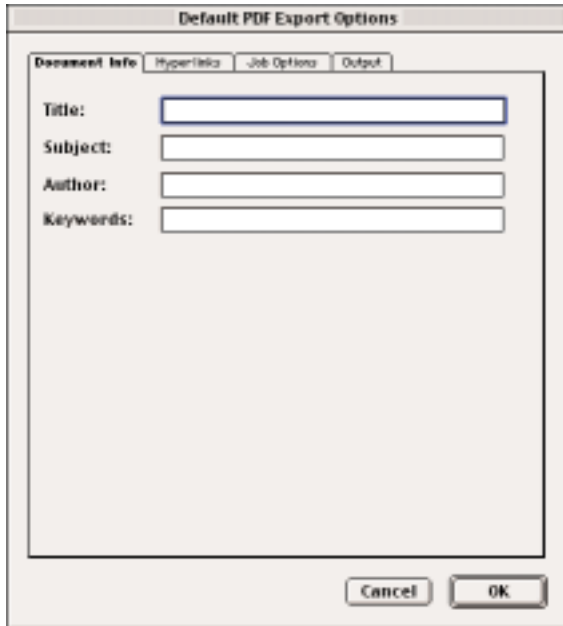 Default PDF Export Options
Document Info Hyperlinks Job Options Output
Title:
Subject:
Author:
Keywords:
Cancel OK